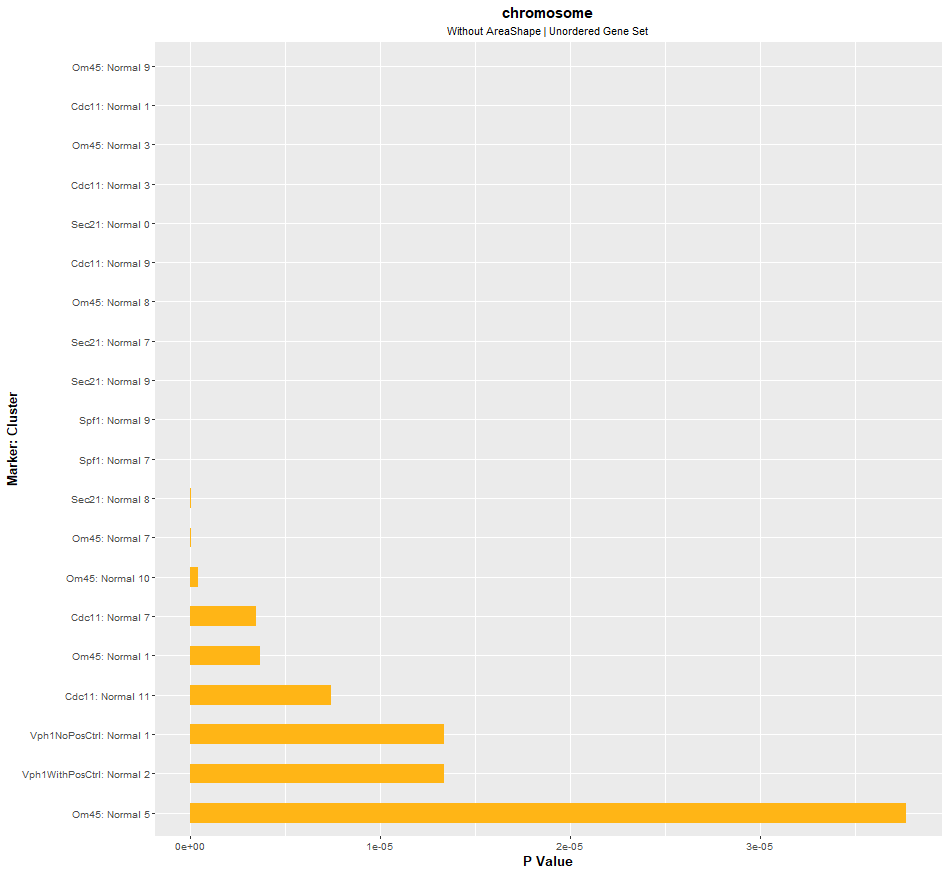 chromosome
Without AreaShape | Unordered Gene Set
Om45: Normal 9
Cdc11: Normal 1
Om45: Normal 3
Cdc11: Normal 3
Sec21: Normal 0
Cdc11: Normal 9
Om45: Normal 8
Sec21: Normal 7
Sec21: Normal 9
Spf1: Normal 9
Spf1: Normal 7
Sec21: Normal 8
Om45: Normal 7
Om45: Normal 10
Cdc11: Normal 7
Om45: Normal 1
Cdc11: Normal 11
Vph1NoPosCtrl: Normal 1
Vph1WithPosCtrl: Normal 2
Om45: Normal 5
Marker: Cluster
0e+00 1e-05 2e-05 3e-05
P Value